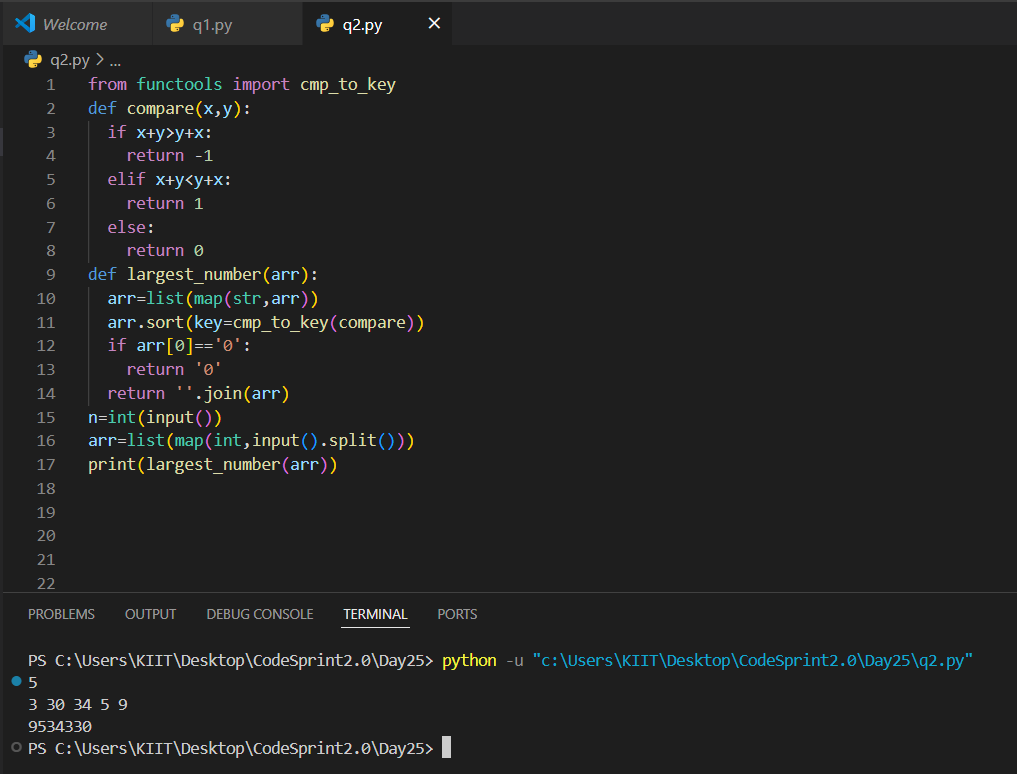 Welcome q1.py q2.py ×
q2.py > ...
1 from functools import cmp_to_key
2 def compare(x,y):
3   if x+y>y+x:
4     return -1
5   elif x+y<y+x:
6     return 1
7   else:
8     return 0
9 def largest_number(arr):
10   arr=list(map(str,arr))
11   arr.sort(key=cmp_to_key(compare))
12   if arr[0]=='0':
13     return '0'
14   return ''.join(arr)
15 n=int(input())
16 arr=list(map(int,input().split()))
17 print(largest_number(arr))
18
19
20
21
22
PROBLEMS OUTPUT DEBUG CONSOLE TERMINAL PORTS
PS C:\Users\KIIT\Desktop\CodeSprint2.0\Day25> python -u "c:\Users\KIIT\Desktop\CodeSprint2.0\Day25\q2.py"
5
3 30 34 5 9
9534330
PS C:\Users\KIIT\Desktop\CodeSprint2.0\Day25>